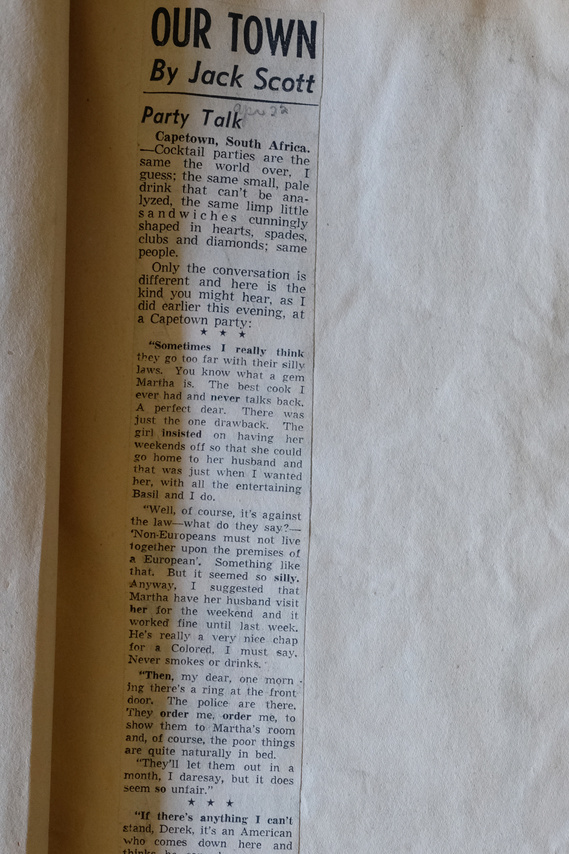 OUR TOWN
By Jack Scott
Party Talk
Capetown, South Africa.
—Cocktail parties are the
same the world over, I
guess; the same small, pale
drink that can't be ana-
lyzed, the same limp little
sandwiches cunningly
shaped in hearts, spades,
clubs and diamonds; same
people.
Only the conversation is
different and here is the
kind you might hear, as I
did earlier this evening, at
a Capetown party:
★ ★ ★
"Sometimes I really think
they go too far with their silly
laws. You know what a gem
Martha is. The best cook I
ever had and never talks back.
A perfect dear. There was
just the one drawback. The
girl insisted on having her
weekends off so that she could
go home to her husband and
that was just when I wanted
her, with all the entertaining
Basil and I do.
"Well, of course, it's against
the law—what do they say?—
'Non-Europeans must not live
together upon the premises of
a European'. Something like
that. But it seemed so silly.
Anyway, I suggested that
Martha have her husband visit
her for the weekend and it
worked fine until last week.
He's really a very nice chap
for a Colored, I must say.
Never smokes or drinks.
"Then, my dear, one morn-
ing there's a ring at the front
door. The police are there.
They order me, order me, to
show them to Martha's room
and, of course, the poor things
are quite naturally in bed.
"They'll let them out in a
month, I daresay, but it does
seem so unfair."
★ ★ ★
"If there's anything I can't
stand, Derek, it's an American
who comes down here and
thinks he